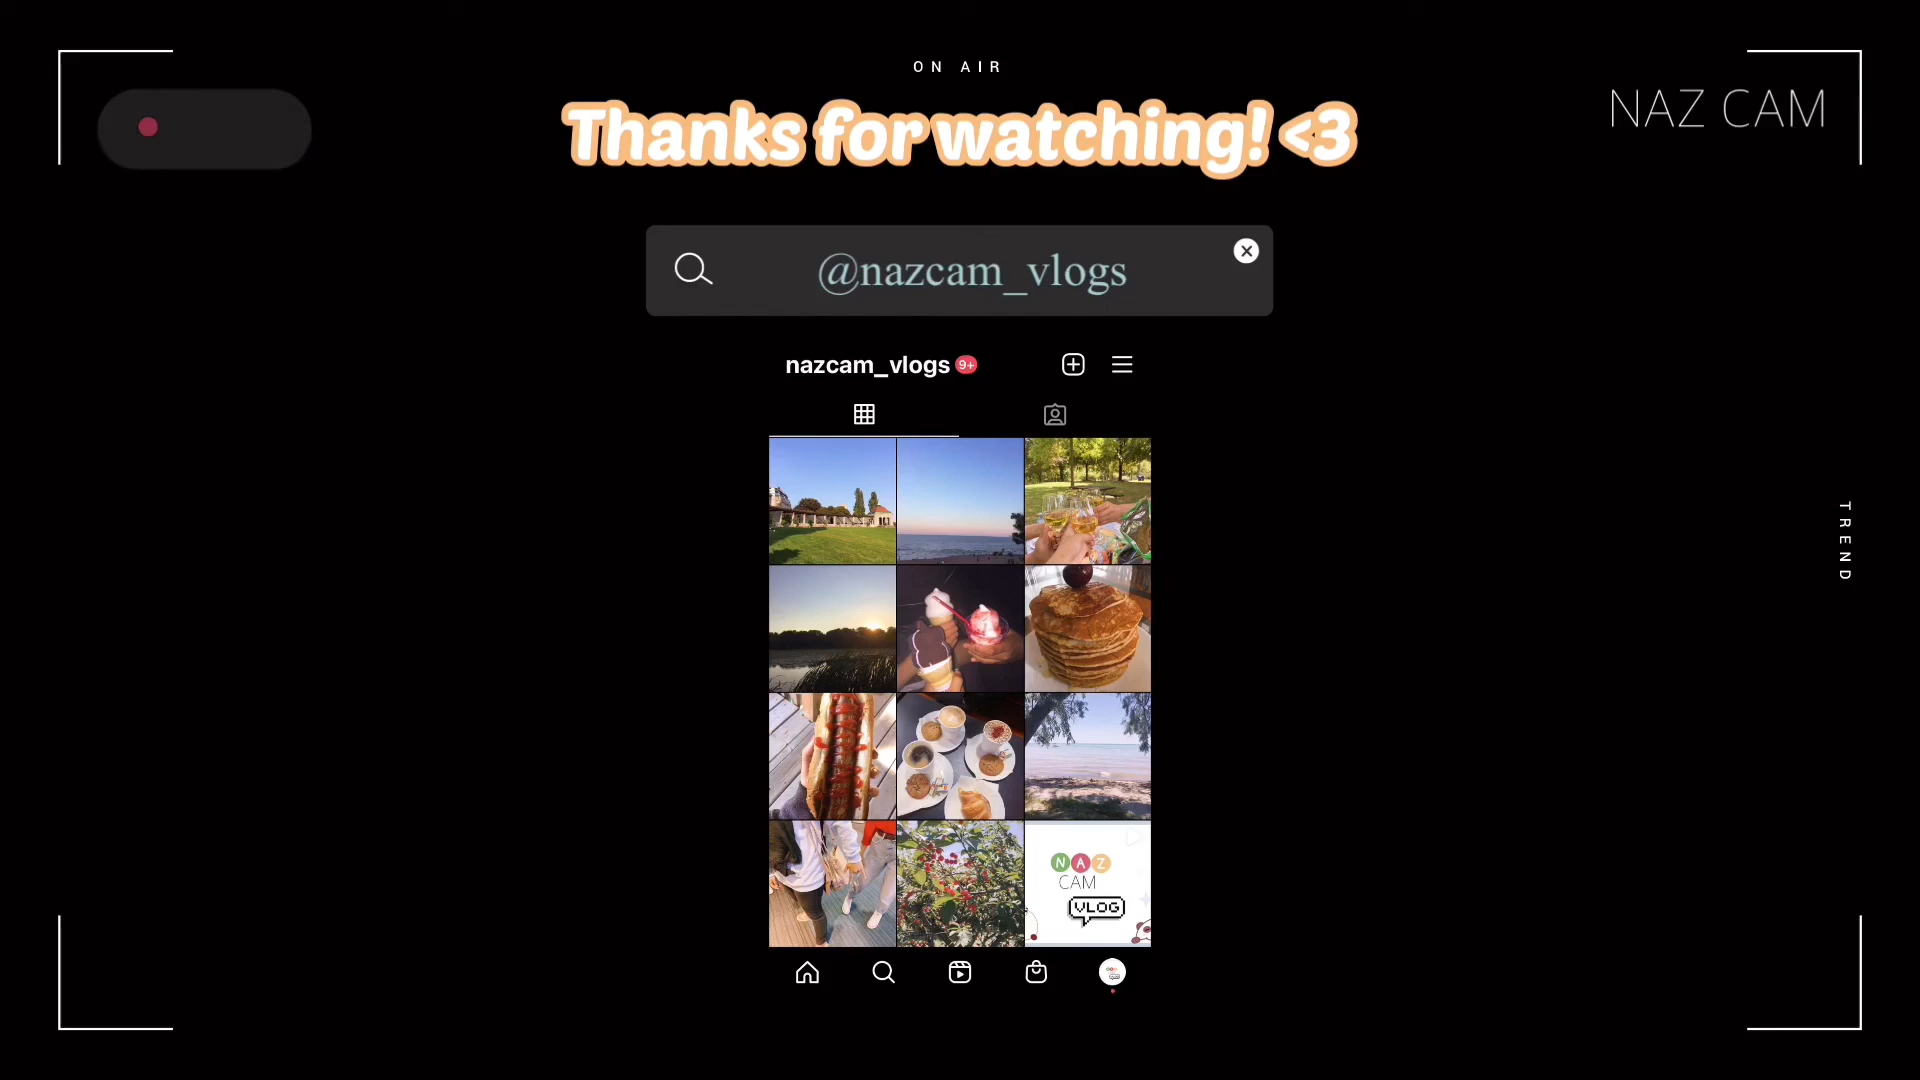 ON AIR
Thanks for watching! <3
NAZ CAM
@nazcam_vlogs
nazcam_vlogs 9+
TREND
NAZ
CAM
VLOG